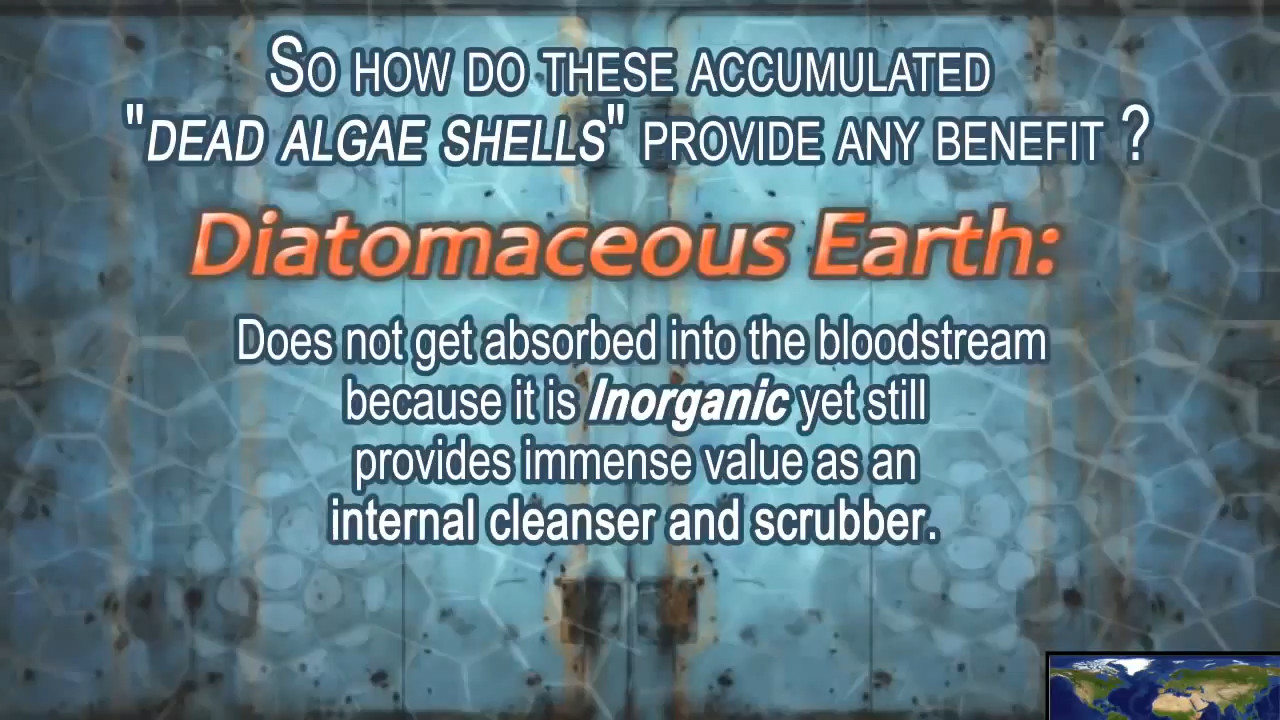 SO HOW DO THESE ACCUMULATED
"DEAD ALGAE SHELLS" PROVIDE ANY BENEFIT ?
Diatomaceous Earth:
Does not get absorbed into the bloodstream
because it is Inorganic yet still
provides immense value as an
internal cleanser and scrubber.